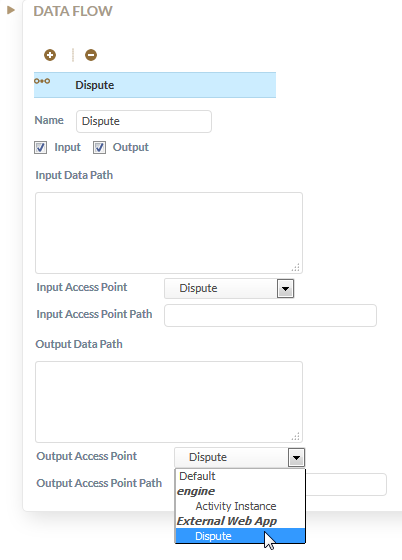 DATA FLOW
Dispute
Name Dispute
Input Output
Input Data Path
Input Access Point Dispute
Input Access Point Path
Output Data Path
Output Access Point Dispute
Output Access Point Path
Default
engine
Activity Instance
External Web App
Dispute